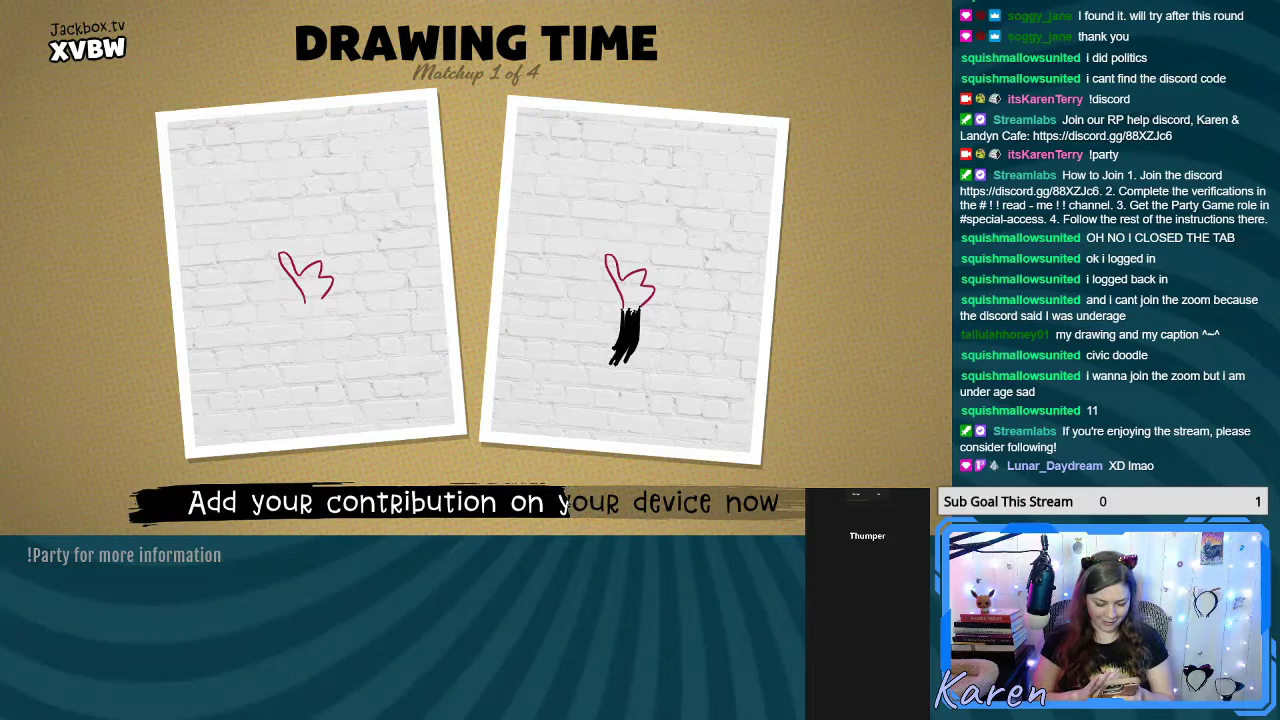 Jackbox.tv
XVBW
DRAWING TIME
Matchup 1 of 4
Add your contribution on your device now
!Party for more information
Thumper
soggy_jane I found it. will try after this round
soggy_jane thank you
squishmallowsunited i did politics
squishmallowsunited i cant find the discord code
itsKarenTerry !discord
Streamlabs Join our RP help discord, Karen &
Landyn Cafe: https://discord.gg/88XZJc6
itsKarenTerry !party
Streamlabs How to Join 1. Join the discord
https://discord.gg/88XZJc6. 2. Complete the verifications in
the # ! ! read - me ! ! channel. 3. Get the Party Game role in
#special-access. 4. Follow the rest of the instructions there.
squishmallowsunited OH NO I CLOSED THE TAB
squishmallowsunited ok i logged in
squishmallowsunited i logged back in
squishmallowsunited and i cant join the zoom because
the discord said I was underage
tallulahhoney01 my drawing and my caption ^~^
squishmallowsunited civic doodle
squishmallowsunited i wanna join the zoom but i am
under age sad
squishmallowsunited 11
Streamlabs If you're enjoying the stream, please
consider following!
Lunar_Daydream XD lmao
Sub Goal This Stream 0 1
Karen